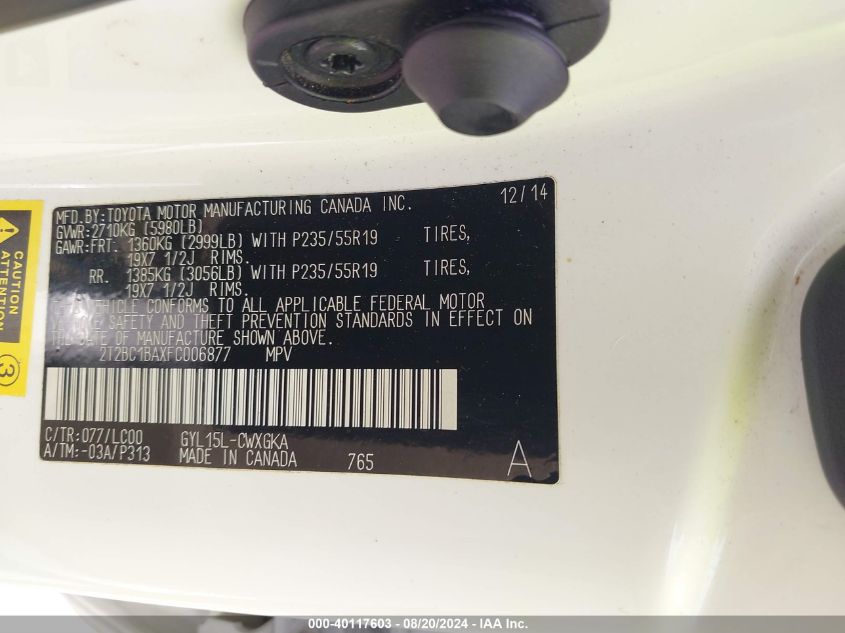 MFD.BY:TOYOTA MOTOR MANUFACTURING CANADA INC. 12/14
GVWR:2710KG (5980LB)
GAWR:FRT. 1360KG (2999LB) WITH P235/55R19 TIRES,
19X7 1/2J RIMS.
RR. 1385KG (3056LB) WITH P235/55R19 TIRES,
19X7 1/2J RIMS.
THIS VEHICLE CONFORMS TO ALL APPLICABLE FEDERAL MOTOR
VEHICLE SAFETY AND THEFT PREVENTION STANDARDS IN EFFECT ON
THE DATE OF MANUFACTURE SHOWN ABOVE.
2T2BC1BAXFC006877 MPV
C/TR:077/LC00 GYL15L-CWXGKA
A/TM:-03A/P313 MADE IN CANADA 765 A
ATTENTION
3
000-40117603 - 08/20/2024 - IAA Inc.